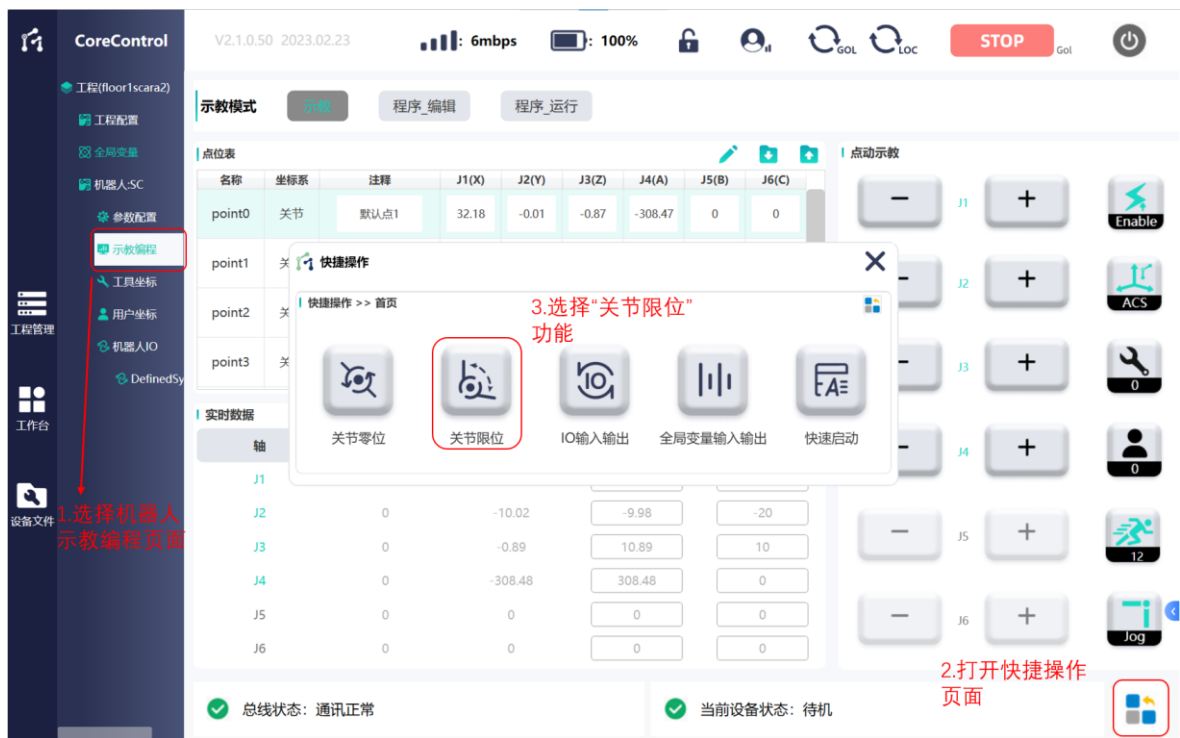 CoreControl
V2.1.0.50 2023.02.23
: 6mbps
: 100%
GOL
LOC
STOP
Gol
工程(floor1scara2)
工程配置
全局变量
机器人:SC
参数配置
示教编程
工具坐标
用户坐标
机器人IO
DefinedSy
工程管理
工作台
设备文件
1.选择机器人
示教编程页面
示教模式
示教
程序_编辑
程序_运行
点位表
名称 坐标系 注释 J1(X) J2(Y) J3(Z) J4(A) J5(B) J6(C)
point0 关节 默认点1 32.18 -0.01 -0.87 -308.47 0 0
point1
point2
point3
快捷操作
快捷操作 >> 首页
3.选择“关节限位”
功能
关节零位
关节限位
IO
IO输入输出
全局变量输入输出
快速启动
实时数据
轴
J1
J2 0 -10.02 -9.98 -20
J3 0 -0.89 10.89 10
J4 0 -308.48 308.48 0
J5 0 0 0 0
J6 0 0 0 0
点动示教
− J1 + Enable
− J2 + ACS
− J3 + 0
− J4 + 0
− J5 + 12
− J6 + Jog
2.打开快捷操作
页面
总线状态: 通讯正常
当前设备状态: 待机